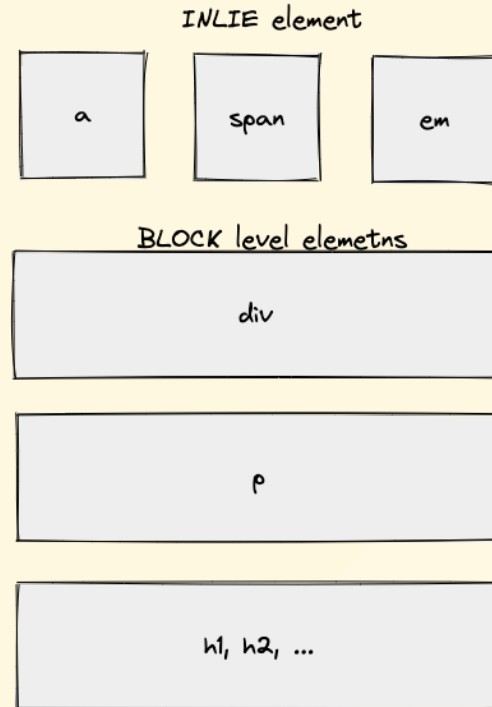 INLIE element
a
span
em
BLOCK level elemetns
div
p
h1, h2, ...